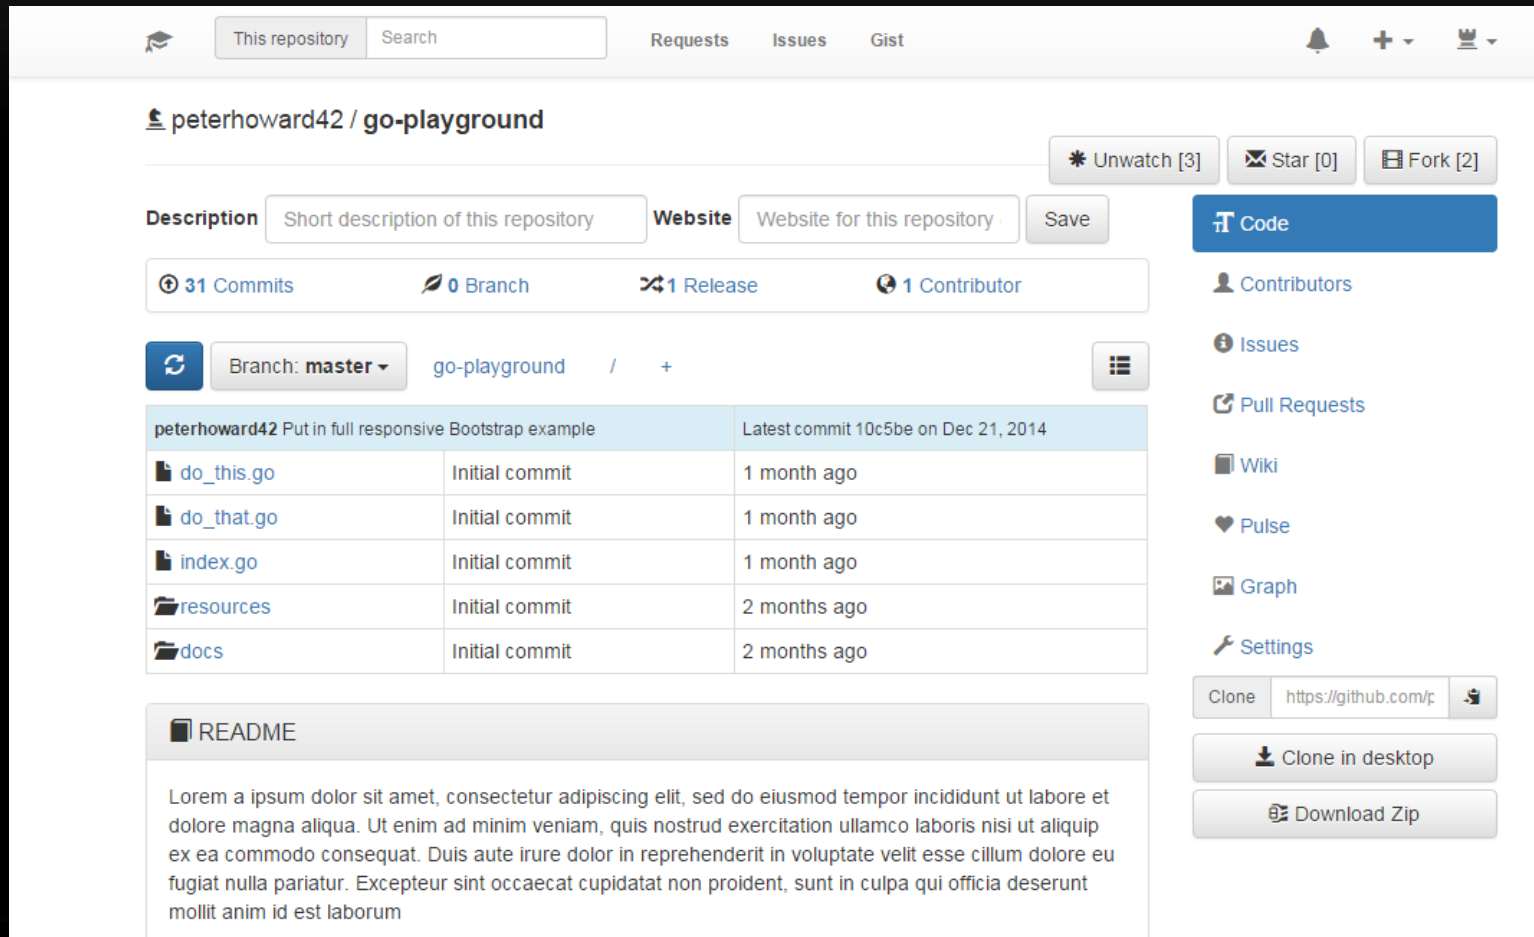 This repository Search Requests Issues Gist
peterhoward42 / go-playground
Unwatch [3] Star [0] Fork [2]
Description Short description of this repository Website Website for this repository Save
31 Commits 0 Branch 1 Release 1 Contributor
Branch: master go-playground / +
peterhoward42 Put in full responsive Bootstrap example Latest commit 10c5be on Dec 21, 2014
do_this.go Initial commit 1 month ago
do_that.go Initial commit 1 month ago
index.go Initial commit 1 month ago
resources Initial commit 2 months ago
docs Initial commit 2 months ago
README
Lorem a ipsum dolor sit amet, consectetur adipiscing elit, sed do eiusmod tempor incididunt ut labore et
dolore magna aliqua. Ut enim ad minim veniam, quis nostrud exercitation ullamco laboris nisi ut aliquip
ex ea commodo consequat. Duis aute irure dolor in reprehenderit in voluptate velit esse cillum dolore eu
fugiat nulla pariatur. Excepteur sint occaecat cupidatat non proident, sunt in culpa qui officia deserunt
mollit anim id est laborum
Code
Contributors
Issues
Pull Requests
Wiki
Pulse
Graph
Settings
Clone https://github.com/p
Clone in desktop
Download Zip